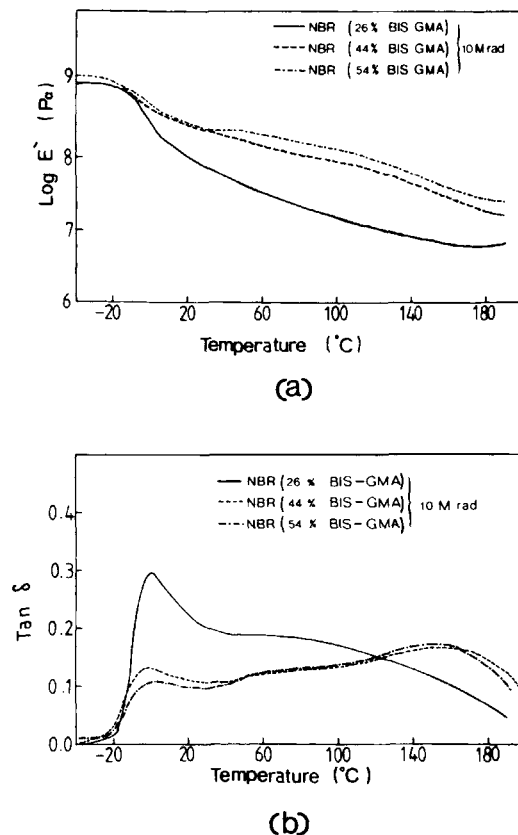 NBR (26% BIS GMA)
NBR (44% BIS GMA)
NBR (54% BIS GMA)
10 M rad
Log E` (Pa)
9
8
7
6
-20 20 60 100 140 180
Temperature (°C)
(a)
NBR (26 % BIS-GMA)
NBR (44 % BIS-GMA)
NBR (54 % BIS-GMA)
10 M rad
Tan δ
0.4
0.3
0.2
0.1
0.0
-20 20 60 100 140 180
Temperature (°C)
(b)